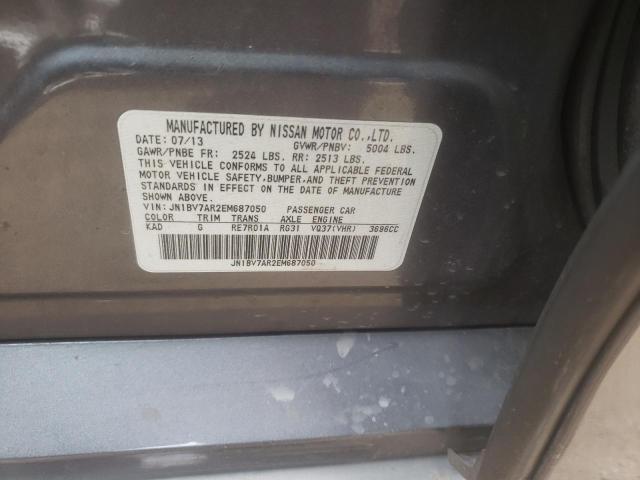 MANUFACTURED BY NISSAN MOTOR CO.,LTD.
DATE: 07/13 GVWR/PNBV: 5004 LBS.
GAWR/PNBE FR: 2524 LBS. RR: 2513 LBS.
THIS VEHICLE CONFORMS TO ALL APPLICABLE FEDERAL
MOTOR VEHICLE SAFETY,BUMPER,AND THEFT PREVENTION
STANDARDS IN EFFECT ON THE DATE OF MANUFACTURE
SHOWN ABOVE.
VIN:JN1BV7AR2EM687050 PASSENGER CAR
COLOR TRIM TRANS AXLE ENGINE
KAD G RE7R01A RG31 VQ37(VHR) 3696CC
JN1BV7AR2EM687050